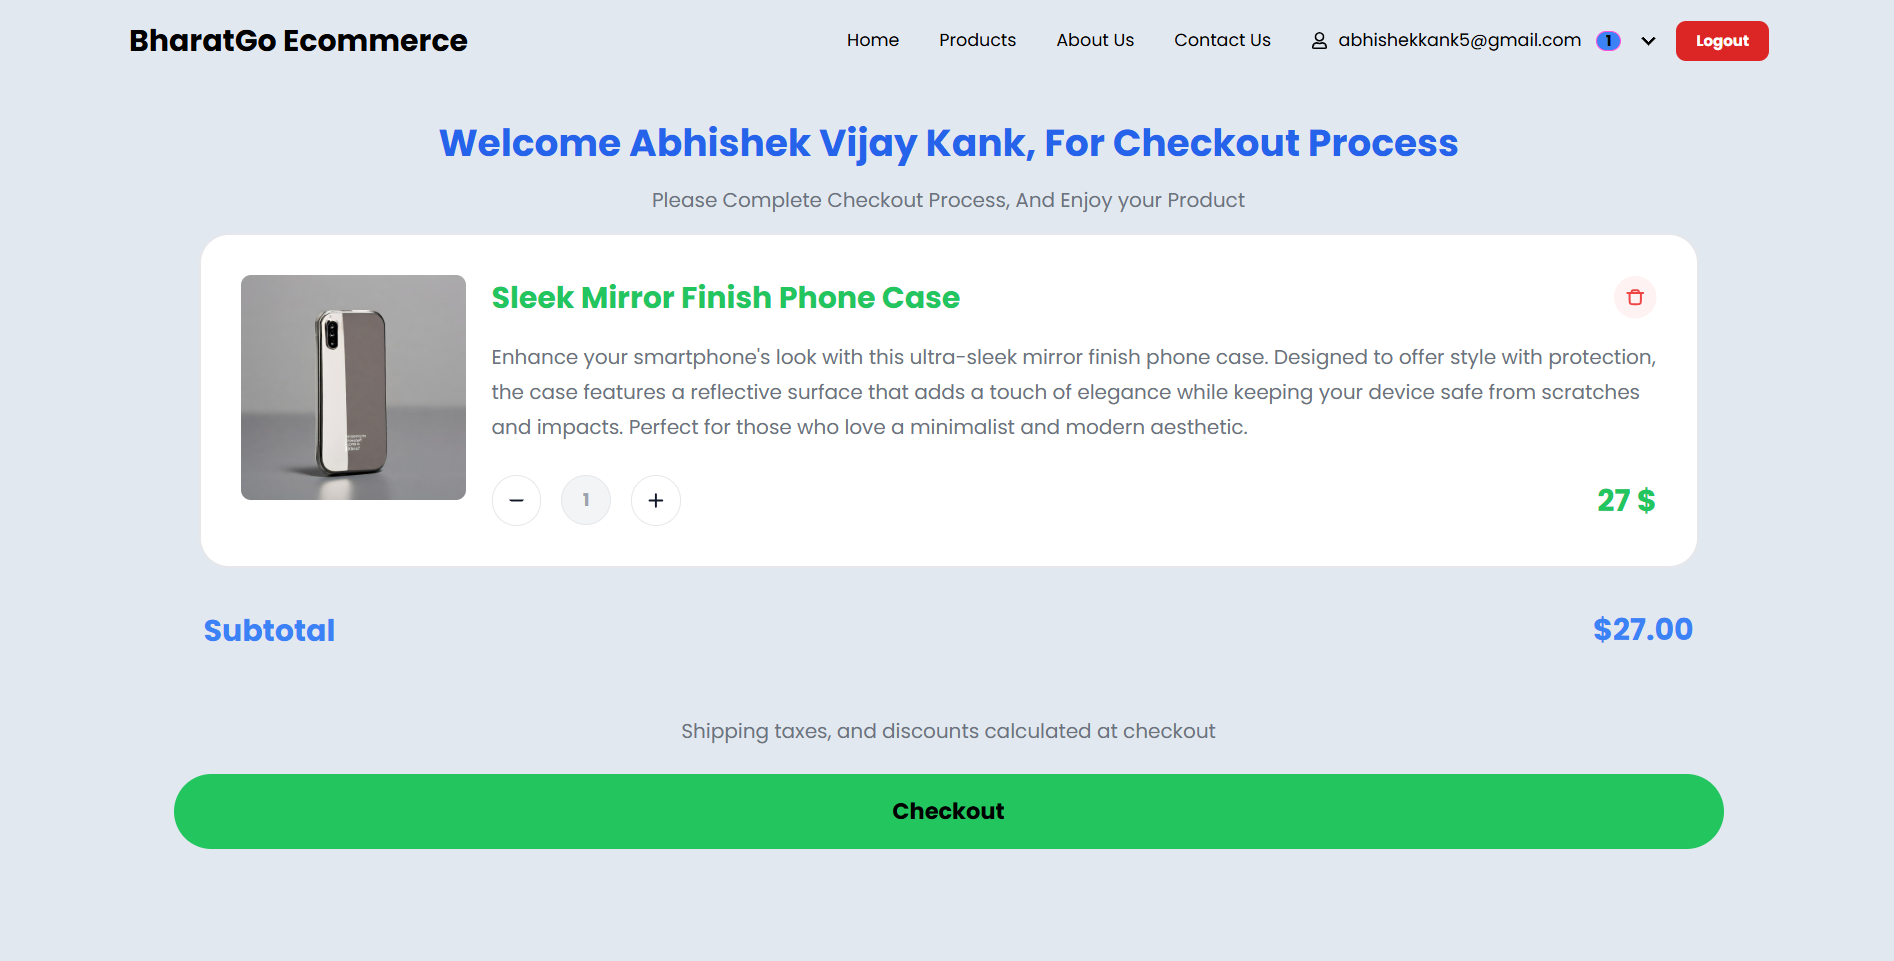 BharatGo Ecommerce
Home
Products
About Us
Contact Us
abhishekkank5@gmail.com
1
Logout
Welcome Abhishek Vijay Kank, For Checkout Process
Please Complete Checkout Process, And Enjoy your Product
Sleek Mirror Finish Phone Case
Enhance your smartphone's look with this ultra-sleek mirror finish phone case. Designed to offer style with protection,
the case features a reflective surface that adds a touch of elegance while keeping your device safe from scratches
and impacts. Perfect for those who love a minimalist and modern aesthetic.
1
27 $
Subtotal
$27.00
Shipping taxes, and discounts calculated at checkout
Checkout